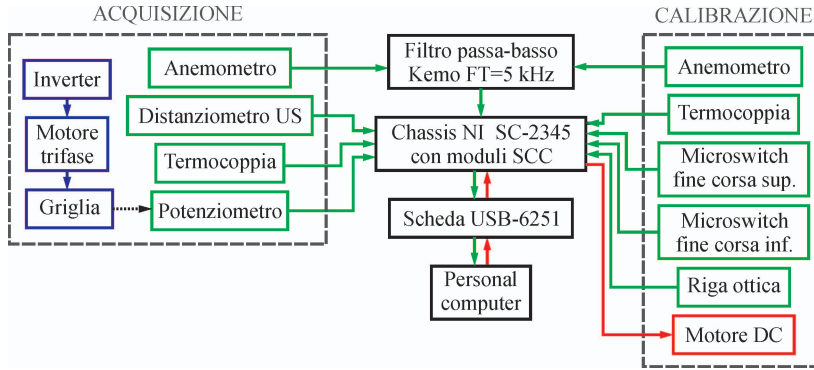 ACQUISIZIONE
CALIBRAZIONE
Inverter
Motore
trifase
Griglia
Anemometro
Distanziometro US
Termocoppia
Potenziometro
Filtro passa-basso
Kemo FT=5 kHz
Chassis NI SC-2345
con moduli SCC
Scheda USB-6251
Personal
computer
Anemometro
Termocoppia
Microswitch
fine corsa sup.
Microswitch
fine corsa inf.
Riga ottica
Motore DC